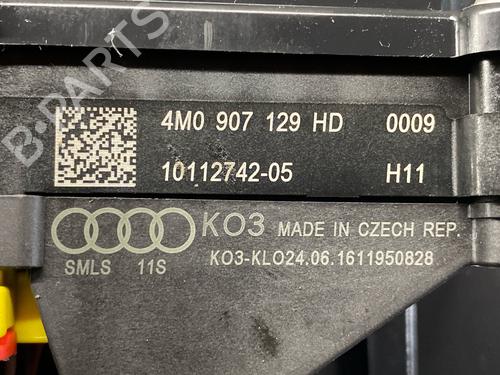 B-PARTS
4M0 907 129 HD 0009
10112742-05 H11
KO3 MADE IN CZECH REP.
SMLS 11S KO3-KLO24.06.1611950828